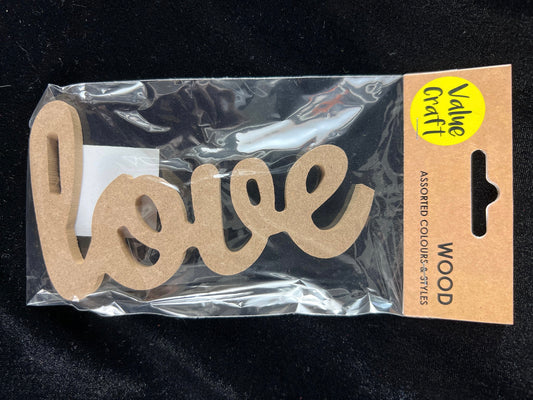 love
Value
Craft
WOOD
ASSORTED COLOURS & STYLES